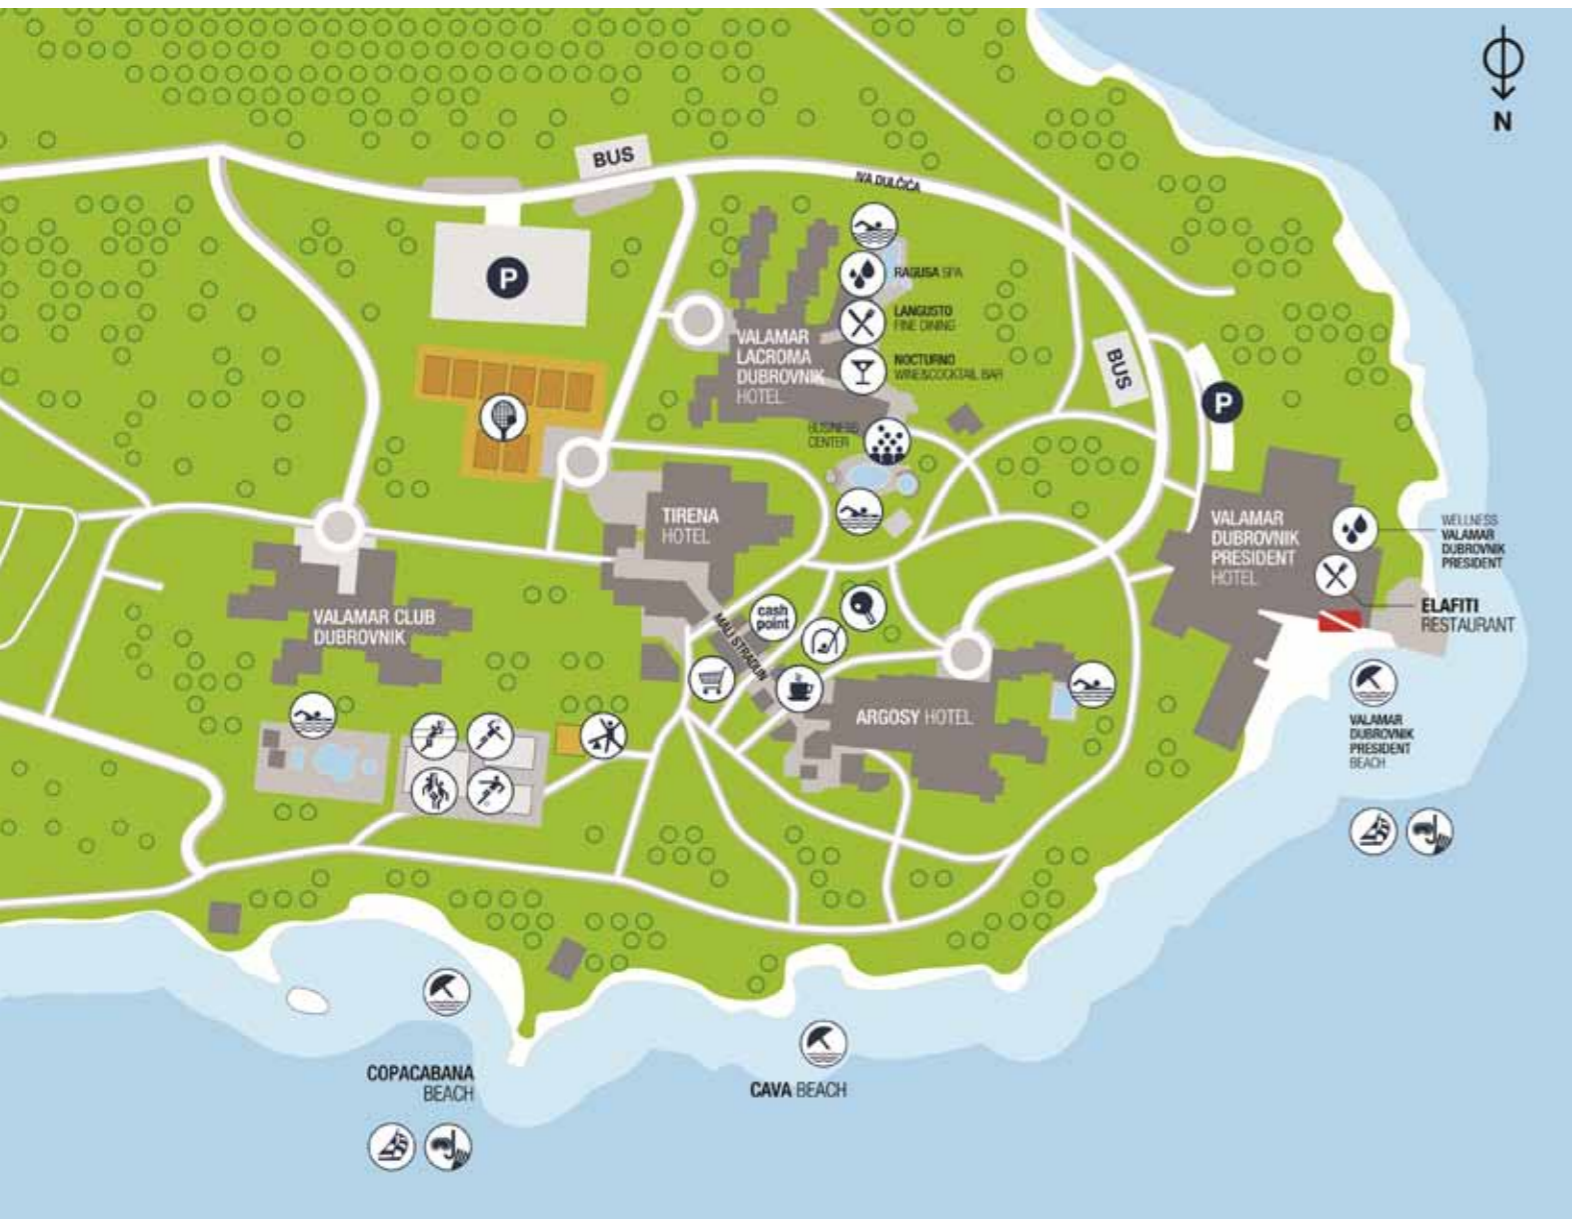 N
BUS
IVA DULČIĆA
P
RAGUSA SPA
LANGUSTO
FINE DINING
VALAMAR
LACROMA
DUBROVNIK
HOTEL
NOCTURNO
WINE&COCKTAIL BAR
BUS
P
BUSINESS
CENTER
TIRENA
HOTEL
VALAMAR
DUBROVNIK
PRESIDENT
HOTEL
WELLNESS
VALAMAR
DUBROVNIK
PRESIDENT
ELAFITI
RESTAURANT
VALAMAR CLUB
DUBROVNIK
cash
point
MALI STRADUN
ARGOSY HOTEL
VALAMAR
DUBROVNIK
PRESIDENT
BEACH
COPACABANA
BEACH
CAVA BEACH